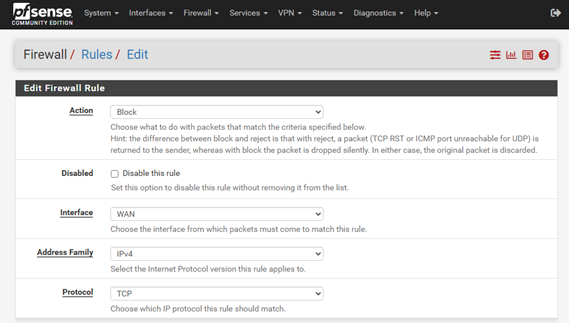 pfsense
COMMUNITY EDITION
System Interfaces Firewall Services VPN Status Diagnostics Help
Firewall / Rules / Edit
Edit Firewall Rule
Action Block
Choose what to do with packets that match the criteria specified below.
Hint: the difference between block and reject is that with reject, a packet (TCP RST or ICMP port unreachable for UDP) is
returned to the sender, whereas with block the packet is dropped silently. In either case, the original packet is discarded.
Disabled Disable this rule
Set this option to disable this rule without removing it from the list.
Interface WAN
Choose the interface from which packets must come to match this rule.
Address Family IPv4
Select the Internet Protocol version this rule applies to.
Protocol TCP
Choose which IP protocol this rule should match.